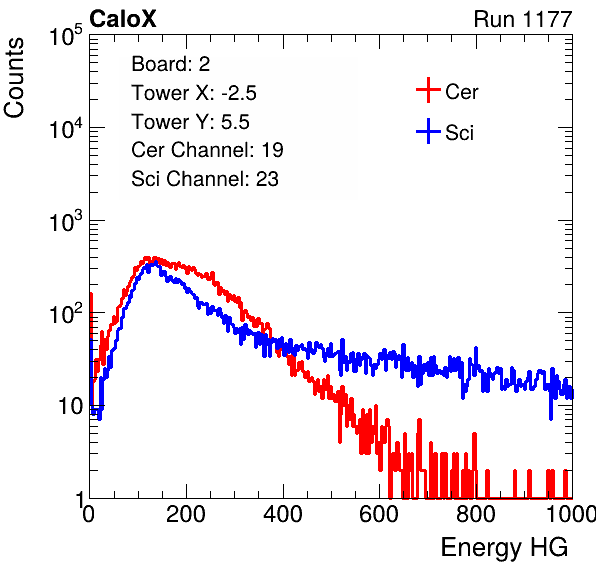 CaloX Run 1177
Counts
10^5
10^4
10^3
10^2
10
1
Board: 2
Tower X: -2.5
Tower Y: 5.5
Cer Channel: 19
Sci Channel: 23
Cer
Sci
0 200 400 600 800 1000
Energy HG